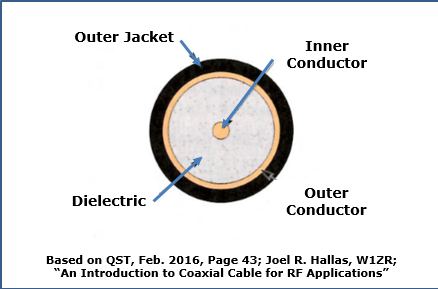 Outer Jacket
Inner
Conductor
Dielectric
Outer
Conductor
Based on QST, Feb. 2016, Page 43; Joel R. Hallas, W1ZR;
“An Introduction to Coaxial Cable for RF Applications”